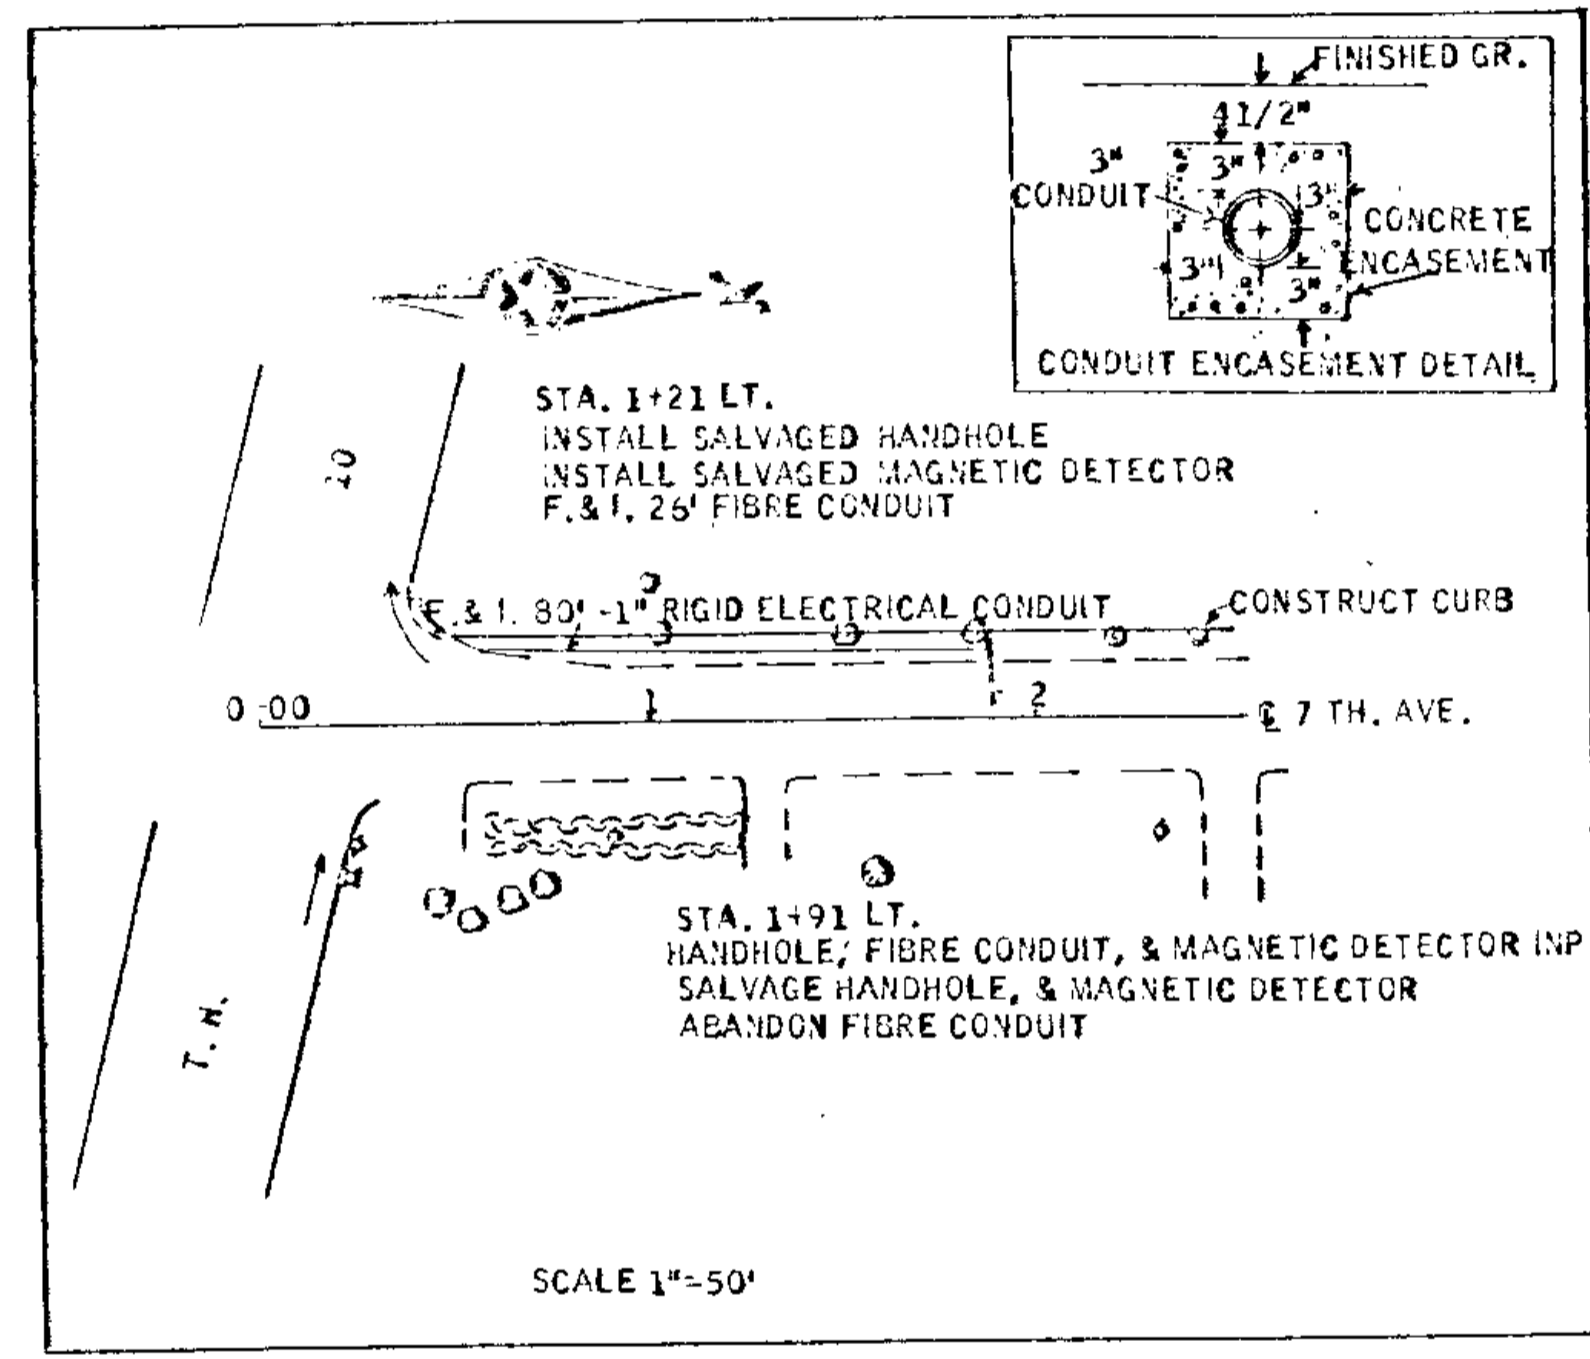 FINISHED GR.
4 1/2"
3"
CONDUIT
3"
3"
3"
3"
CONCRETE
ENCASEMENT
CONDUIT ENCASEMENT DETAIL
STA. 1+21 LT.
INSTALL SALVAGED HANDHOLE
INSTALL SALVAGED MAGNETIC DETECTOR
F. & I. 26' FIBRE CONDUIT
F. & I. 80' -1" RIGID ELECTRICAL CONDUIT
CONSTRUCT CURB
0 00
1
2
℄ 7 TH. AVE.
STA. 1+91 LT.
HANDHOLE, FIBRE CONDUIT, & MAGNETIC DETECTOR INP
SALVAGE HANDHOLE, & MAGNETIC DETECTOR
ABANDON FIBRE CONDUIT
T. H.
SCALE 1"=50'